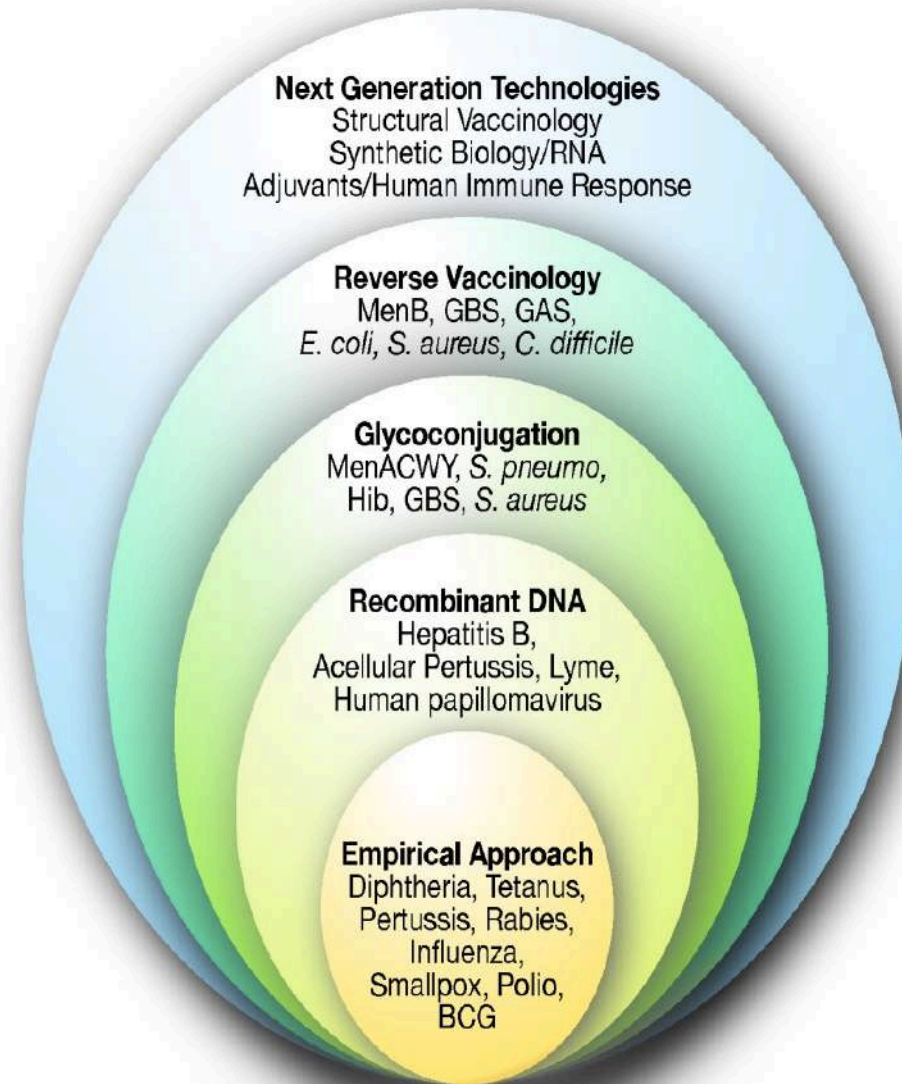 Next Generation Technologies
Structural Vaccinology
Synthetic Biology/RNA
Adjuvants/Human Immune Response
Reverse Vaccinology
MenB, GBS, GAS,
E. coli, S. aureus, C. difficile
Glycoconjugation
MenACWY, S. pneumo,
Hib, GBS, S. aureus
Recombinant DNA
Hepatitis B,
Acellular Pertussis, Lyme,
Human papillomavirus
Empirical Approach
Diphtheria, Tetanus,
Pertussis, Rabies,
Influenza,
Smallpox, Polio,
BCG